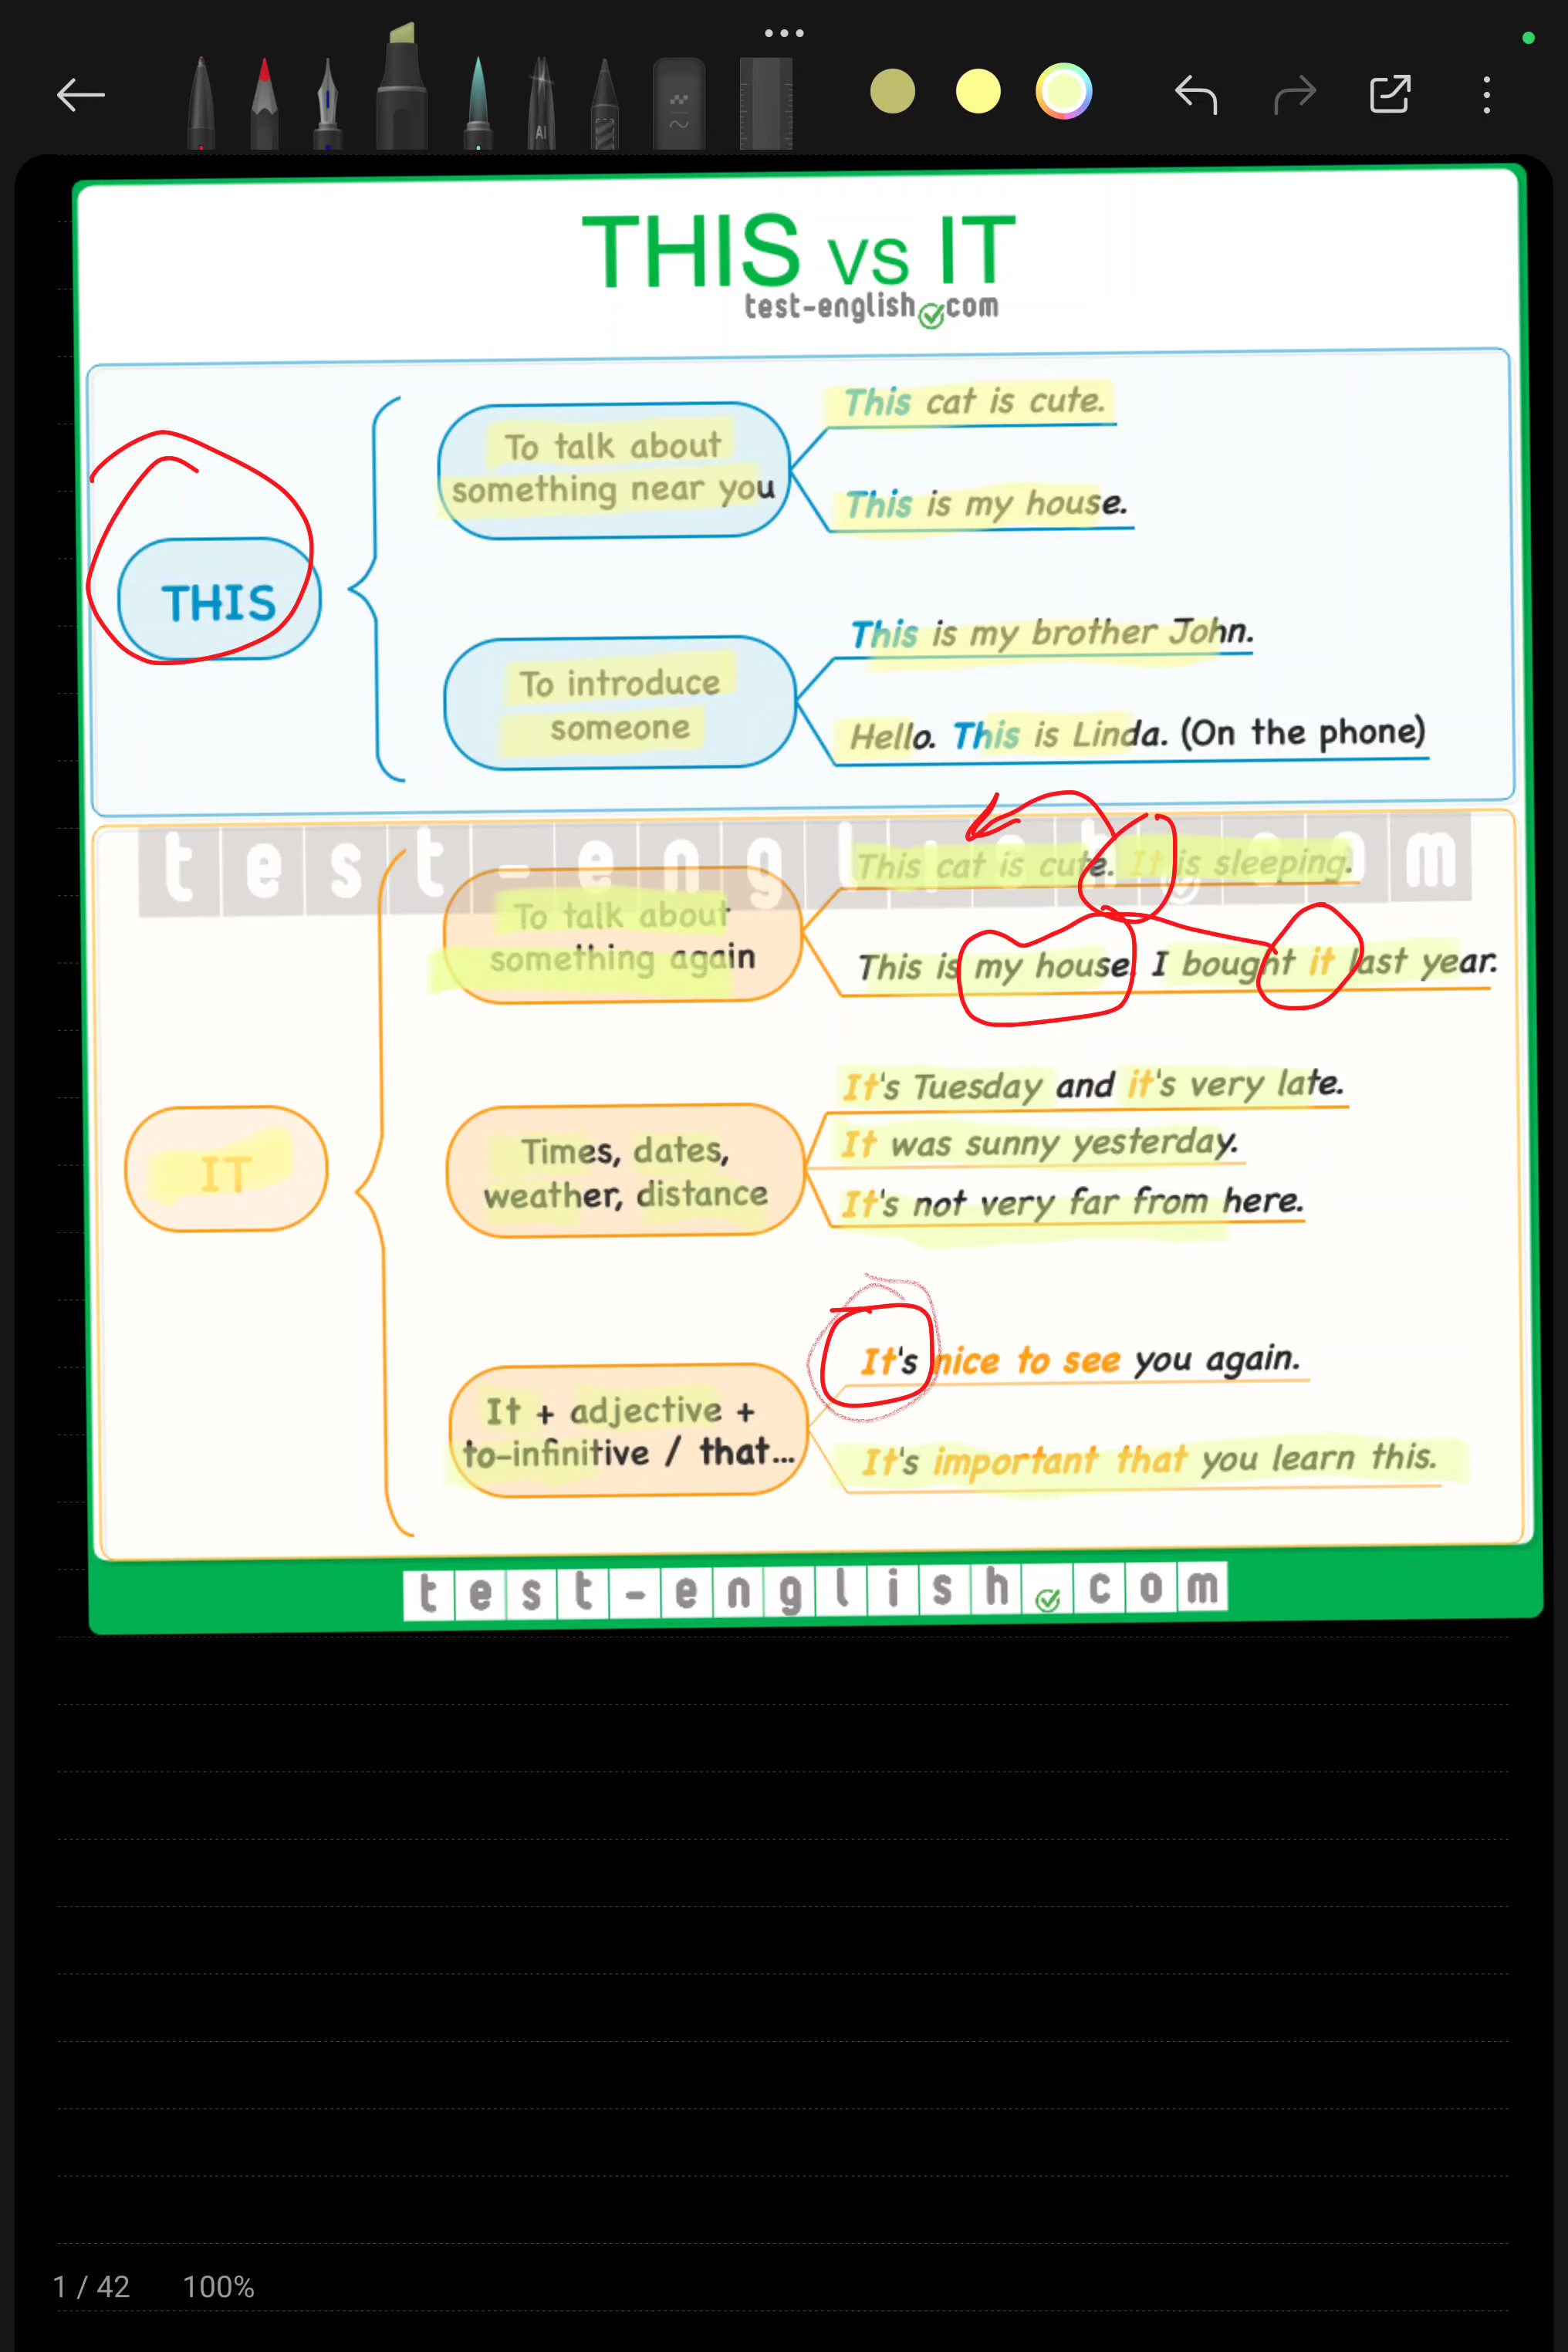 AI
THIS vs IT
test-english com
THIS
To talk about
something near you
This cat is cute.
This is my house.
To introduce
someone
This is my brother John.
Hello. This is Linda. (On the phone)
IT
To talk about
something again
This cat is cute. It is sleeping.
This is my house. I bought it last year.
Times, dates,
weather, distance
It's Tuesday and it's very late.
It was sunny yesterday.
It's not very far from here.
It + adjective +
to-infinitive / that...
It's nice to see you again.
It's important that you learn this.
test-english com
1 / 42 100%